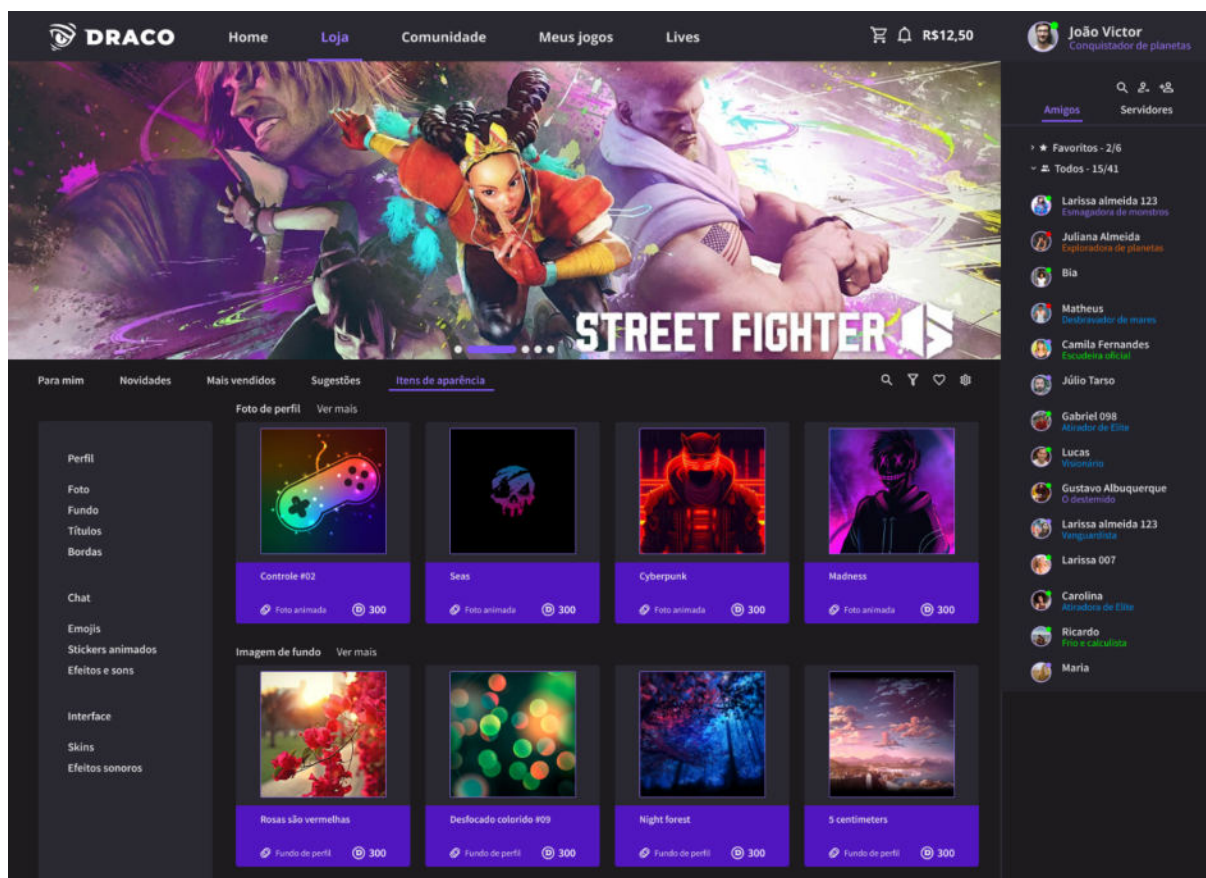 DRACO
Home
Loja
Comunidade
Meus jogos
Lives
R$12,50
João Victor
Conquistador de planetas
STREET FIGHTER 6
Amigos
Servidores
Favoritos - 2/6
Todos - 15/41
Larissa almeida 123
Esmagadora de monstros
Juliana Almeida
Exploradora de planetas
Bia
Matheus
Desbravador de mares
Camila Fernandes
Escudeira oficial
Júlio Tarso
Gabriel 098
Atirador de Elite
Lucas
Visionário
Gustavo Albuquerque
O destemido
Larissa almeida 123
Vanguardista
Larissa 007
Carolina
Atiradora de Elite
Ricardo
Frio e calculista
Maria
Para mim
Novidades
Mais vendidos
Sugestões
Itens de aparência
Perfil
Foto
Fundo
Títulos
Bordas
Chat
Emojis
Stickers animados
Efeitos e sons
Interface
Skins
Efeitos sonoros
Foto de perfil
Ver mais
Controle #02
Foto animada
D 300
Seas
Foto animada
D 300
Cyberpunk
Foto animada
D 300
Madness
Foto animada
D 300
Imagem de fundo
Ver mais
Rosas são vermelhas
Fundo de perfil
D 300
Desfocado colorido #09
Fundo de perfil
D 300
Night forest
Fundo de perfil
D 300
5 centimeters
Fundo de perfil
D 300